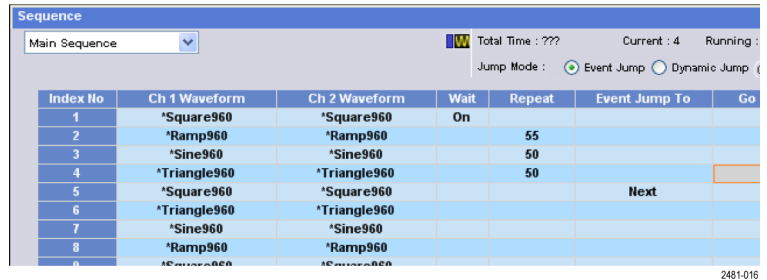 Sequence
Main Sequence Total Time : ??? Current : 4 Running :
Jump Mode : Event Jump Dynamic Jump
Index No Ch 1 Waveform Ch 2 Waveform Wait Repeat Event Jump To Go
1 *Square960 *Square960 On
2 *Ramp960 *Ramp960 55
3 *Sine960 *Sine960 50
4 *Triangle960 *Triangle960 50
5 *Square960 *Square960 Next
6 *Triangle960 *Triangle960
7 *Sine960 *Sine960
8 *Ramp960 *Ramp960
9 *Square960 *Square960
2481-016